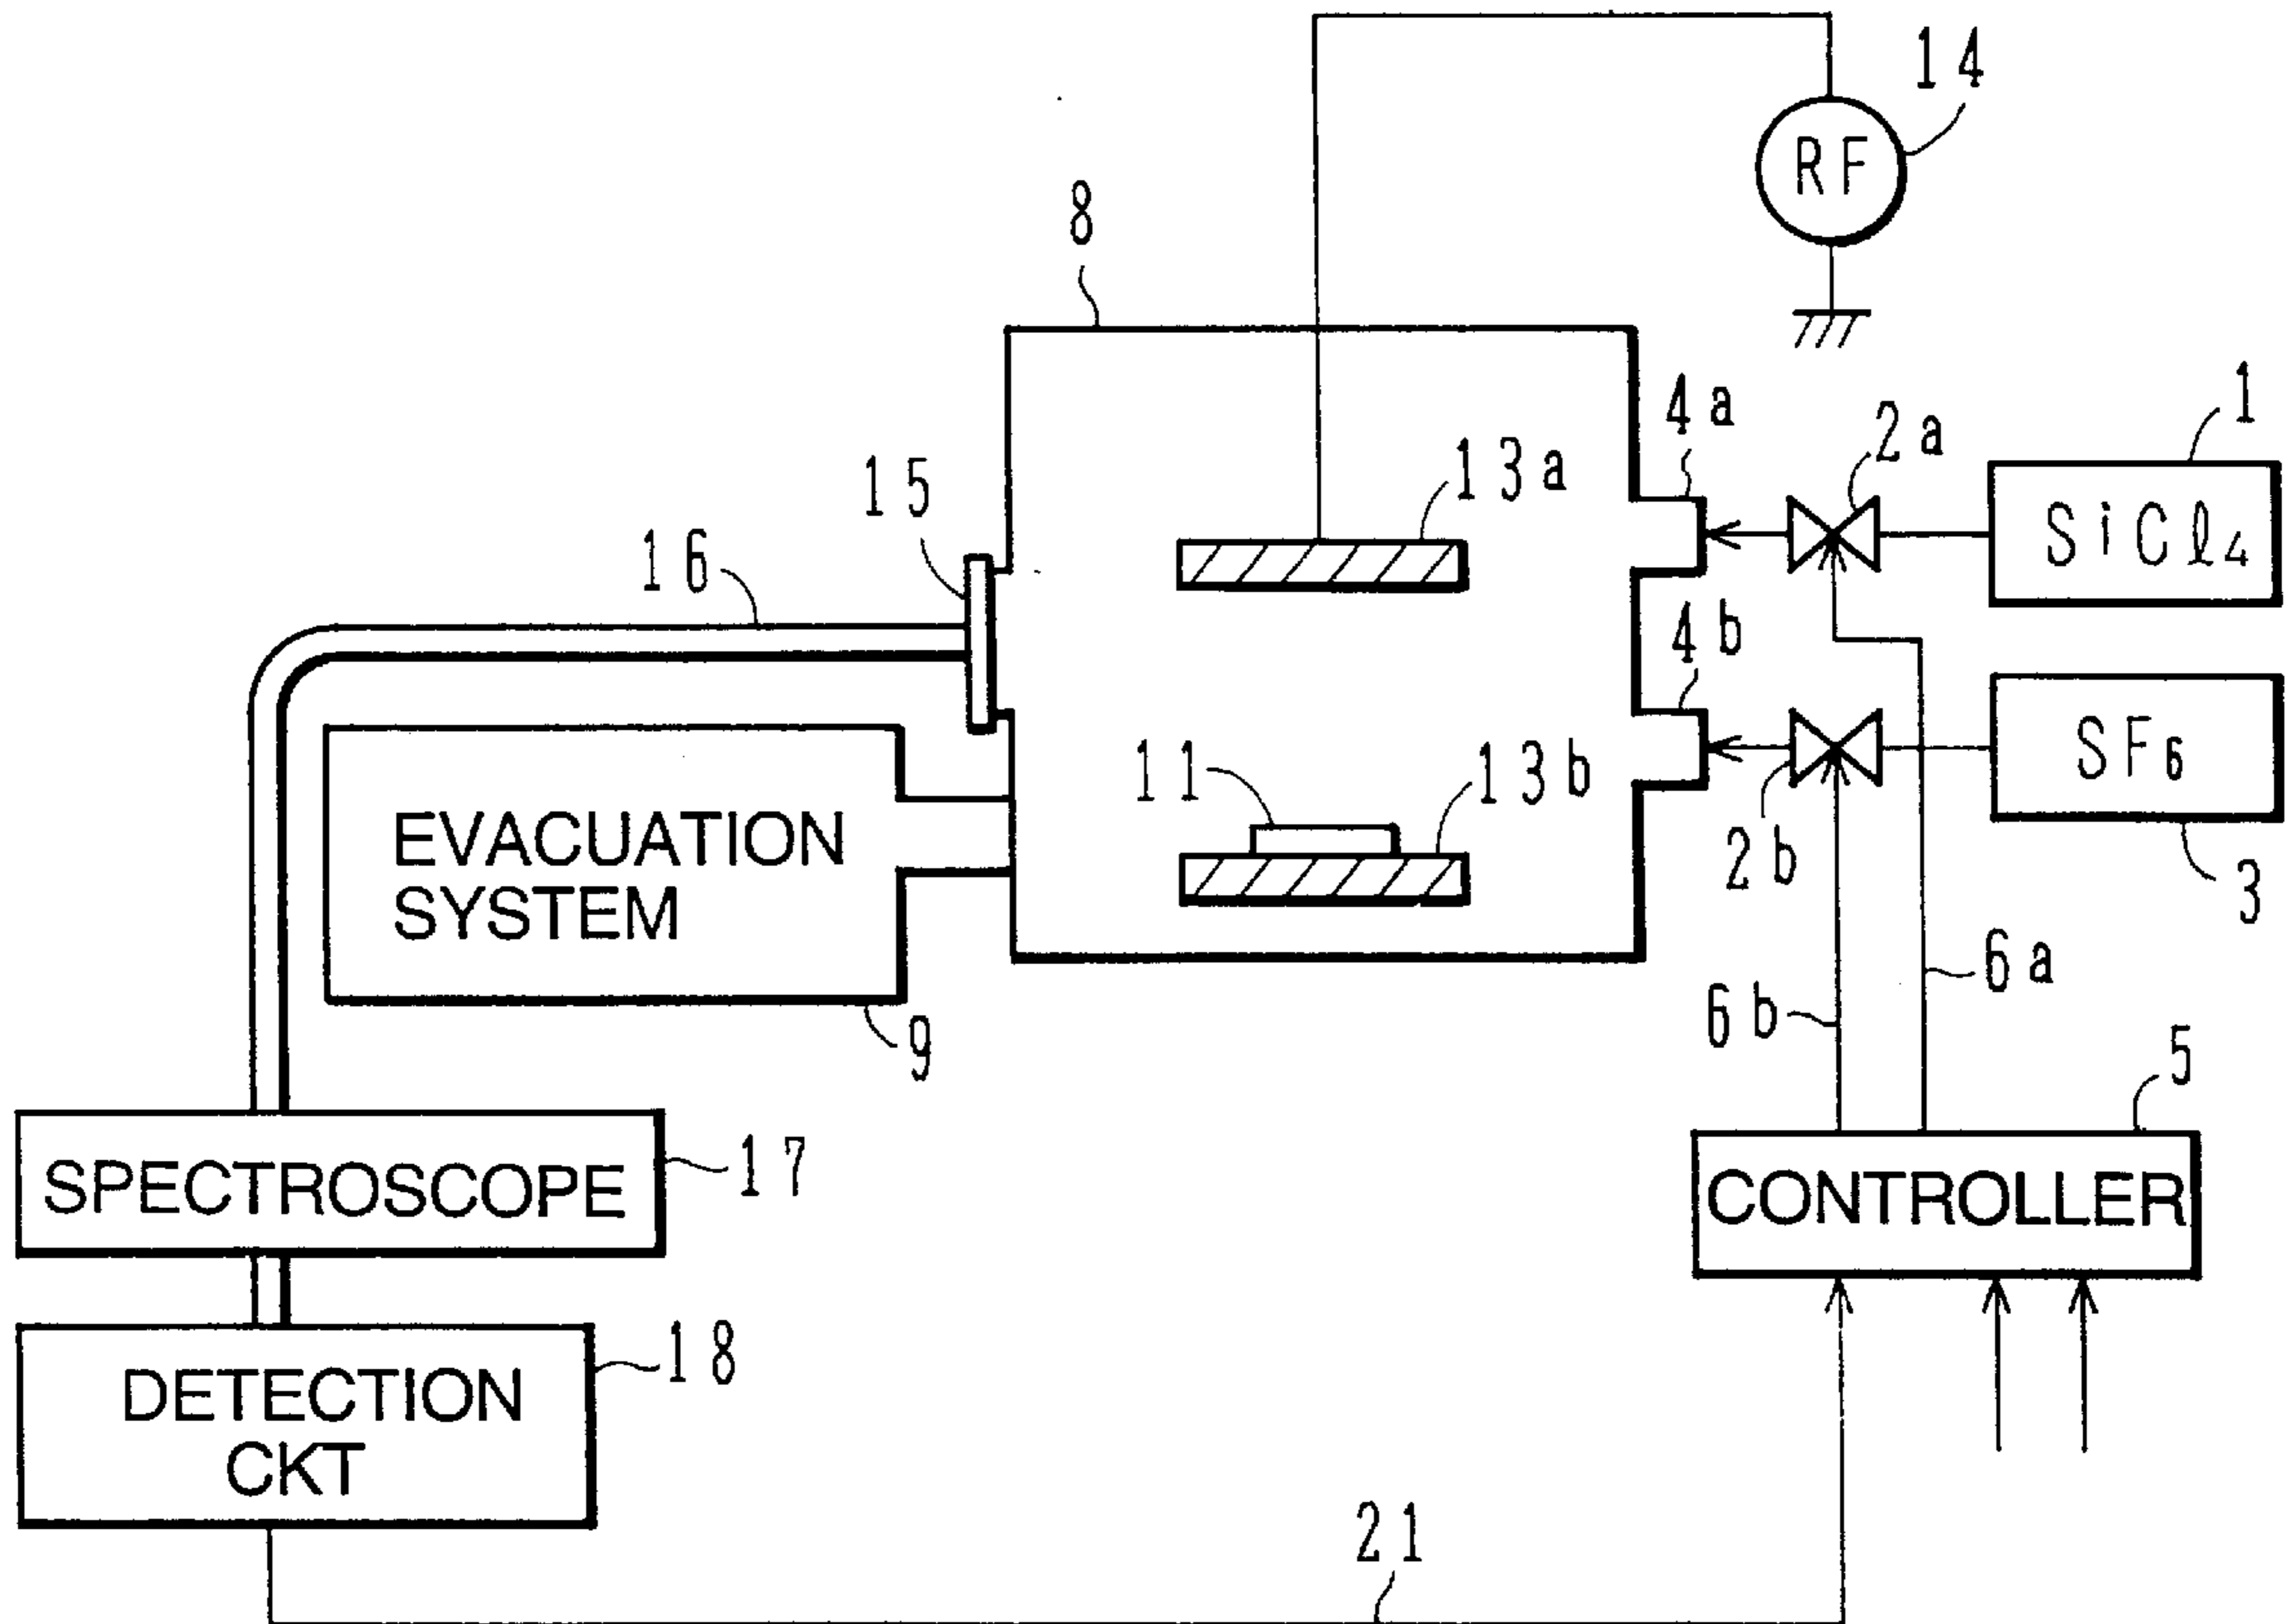 14
RF
8
1
4a
2a
13a
15
SiCl4
16
4b
SF6
13b
11
EVACUATION
SYSTEM
2b
3
6a
6b
9
5
17
SPECTROSCOPE
CONTROLLER
18
DETECTION
CKT
21